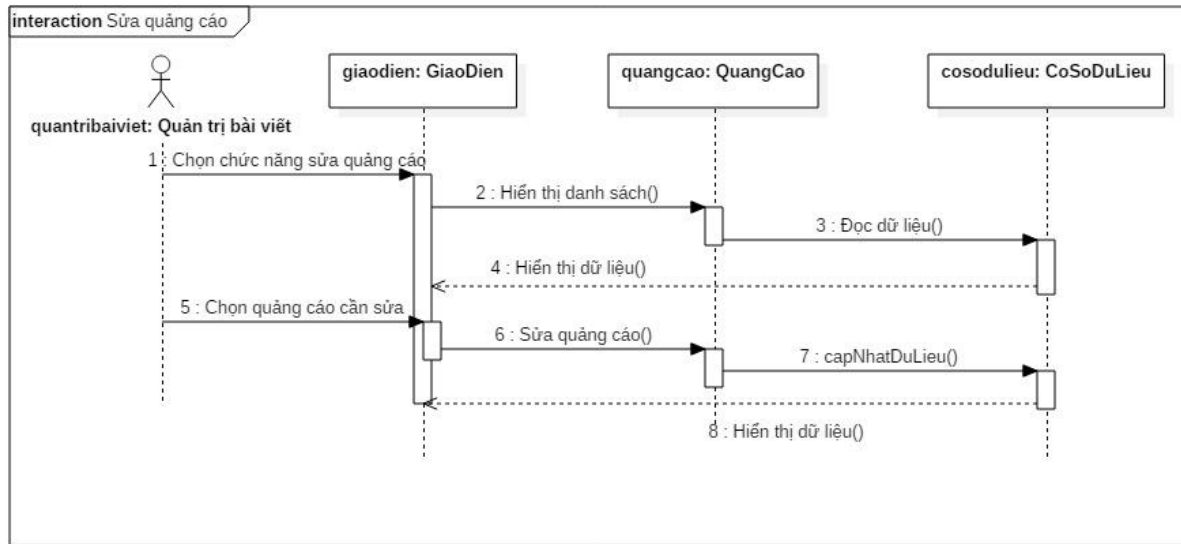 interaction Sửa quảng cáo
giaodien: GiaoDien
quangcao: QuangCao
cosodulieu: CoSoDuLieu
quantribaiviet: Quản trị bài viết
1 : Chọn chức năng sửa quảng cáo
2 : Hiển thị danh sách()
3 : Đọc dữ liệu()
4 : Hiển thị dữ liệu()
5 : Chọn quảng cáo cần sửa
6 : Sửa quảng cáo()
7 : capNhatDuLieu()
8 : Hiển thị dữ liệu()